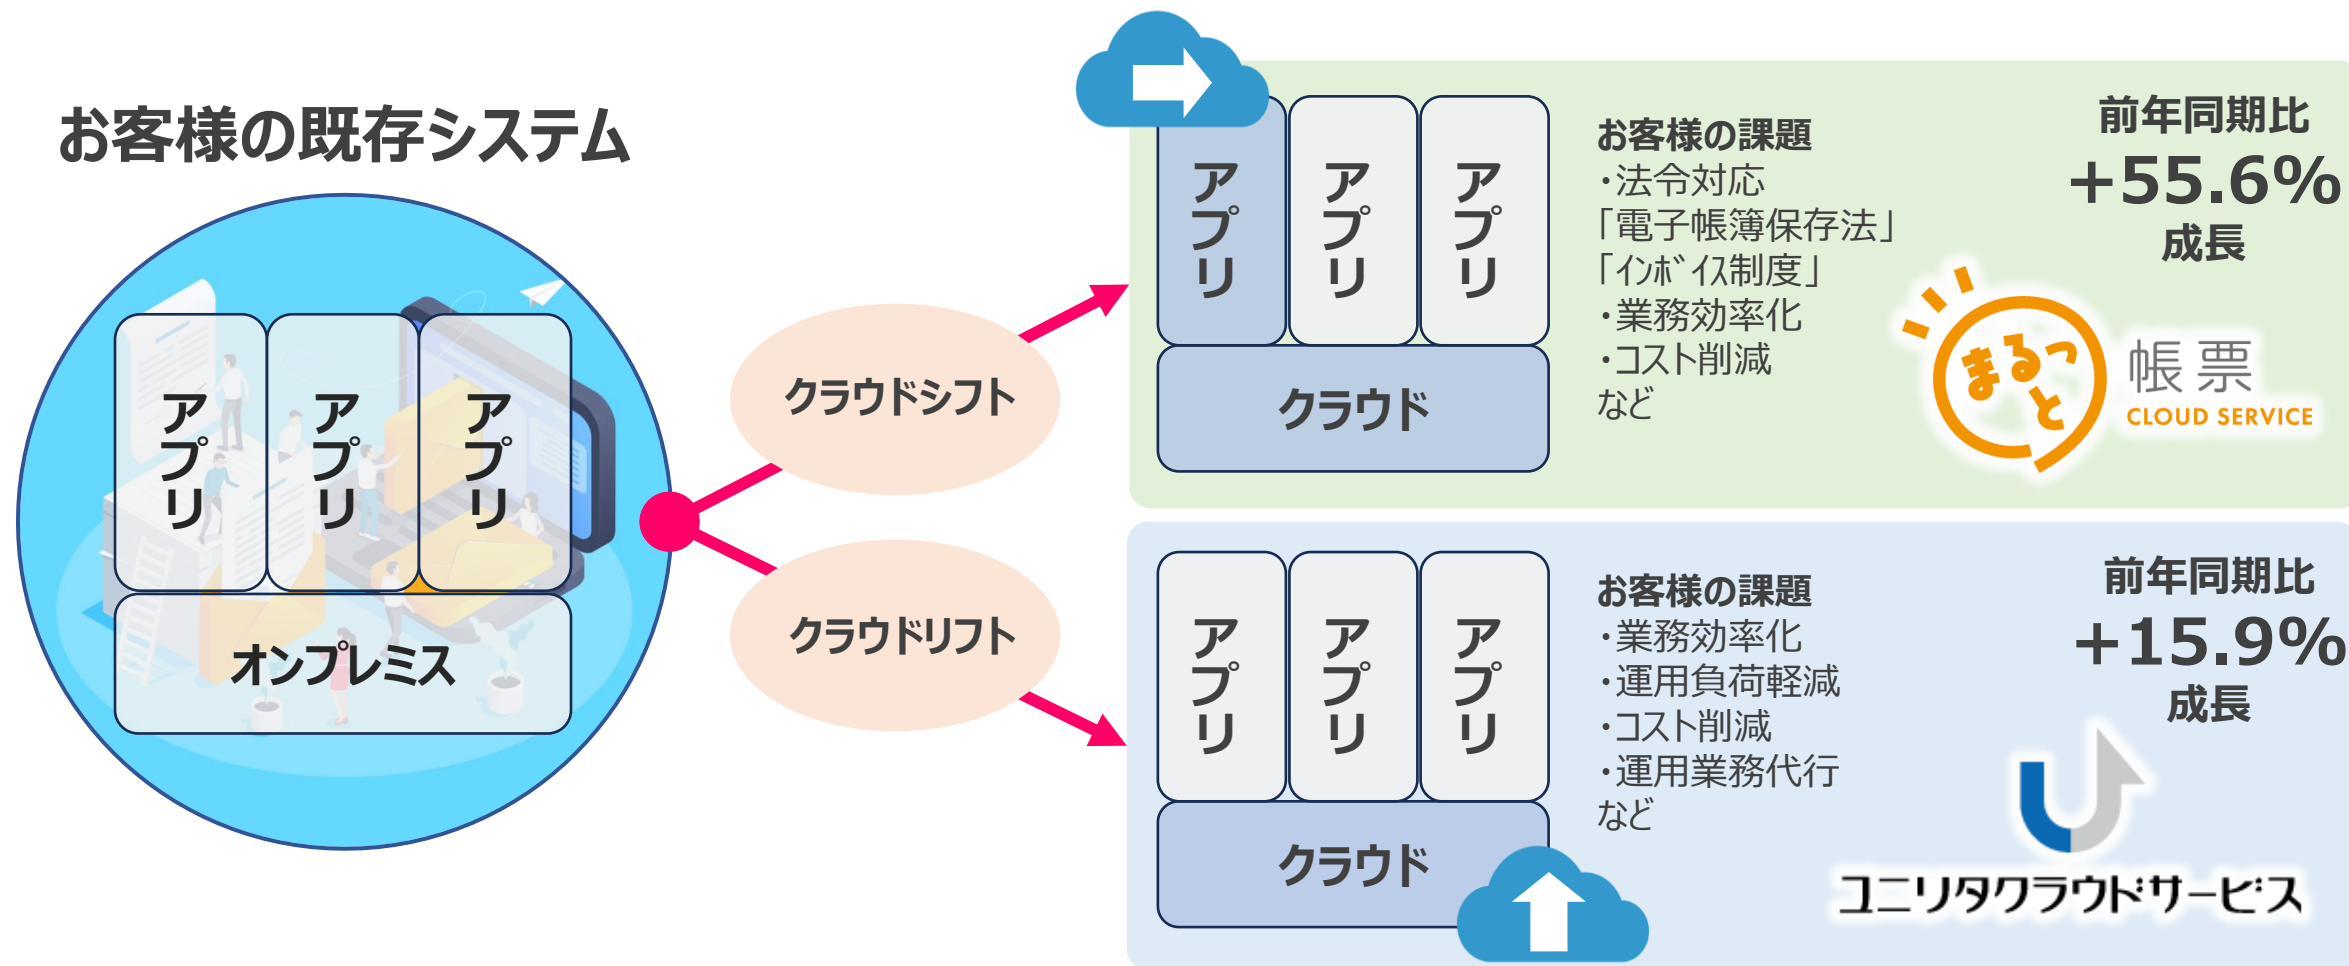 お客様の既存システム
アプリ
アプリ
アプリ
オンプレミス
クラウドシフト
クラウドリフト
アプリ
アプリ
アプリ
クラウド
お客様の課題
・法令対応
「電子帳簿保存法」
「インボイス制度」
・業務効率化
・コスト削減
など
前年同期比
+55.6%
成長
まるっと
帳票
CLOUD SERVICE
アプリ
アプリ
アプリ
クラウド
お客様の課題
・業務効率化
・運用負荷軽減
・コスト削減
・運用業務代行
など
前年同期比
+15.9%
成長
ユニリタクラウドサービス